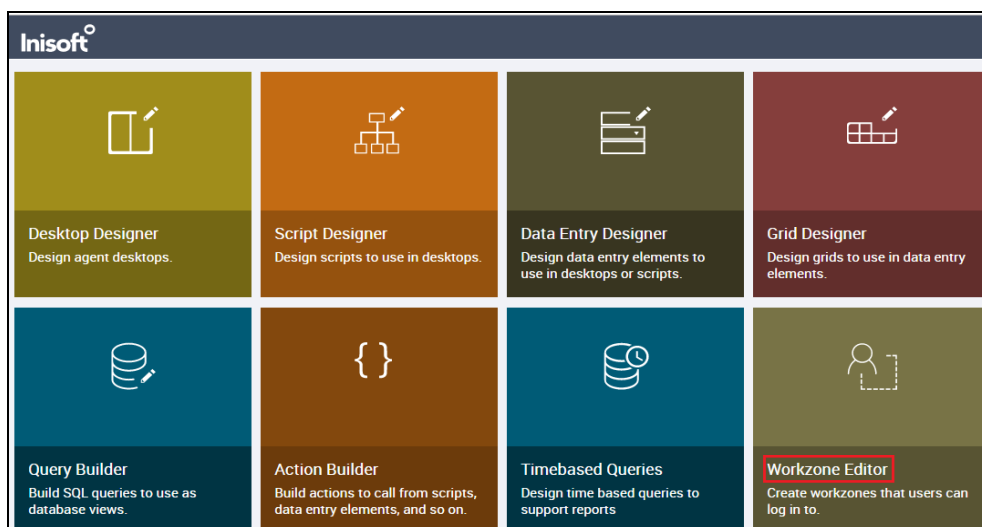 Inisoft
Desktop Designer
Design agent desktops.
Script Designer
Design scripts to use in desktops.
Data Entry Designer
Design data entry elements to
use in desktops or scripts.
Grid Designer
Design grids to use in data entry
elements.
Query Builder
Build SQL queries to use as
database views.
{ }
Action Builder
Build actions to call from scripts,
data entry elements, and so on.
Timebased Queries
Design time based queries to
support reports
Workzone Editor
Create workzones that users can
log in to.